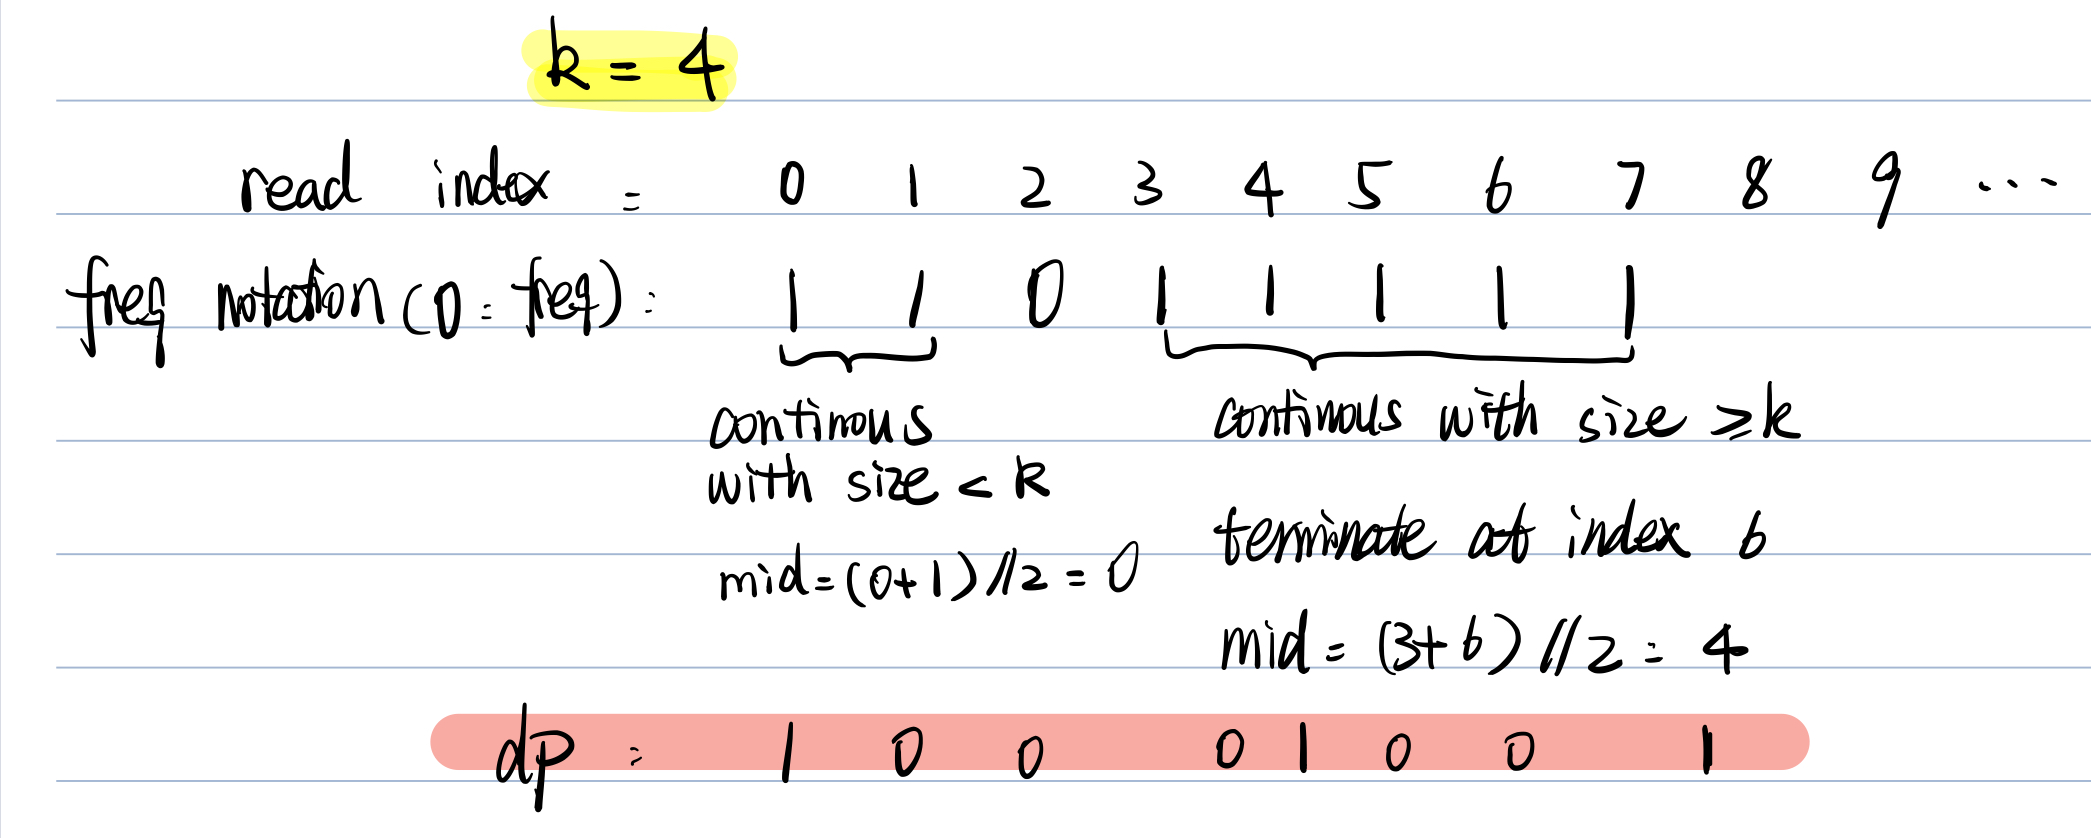 k = 4
read index : 0 1 2 3 4 5 6 7 8 9 ...
freq notation (0 : freq) : 1 1 0 1 1 1 1 1
continous with size ≥ k
continous
with size < k
terminate at index 6
mid = (0+1) // 2 = 0
mid = (3+6) // 2 = 4
dp : 1 0 0 0 1 0 0 1